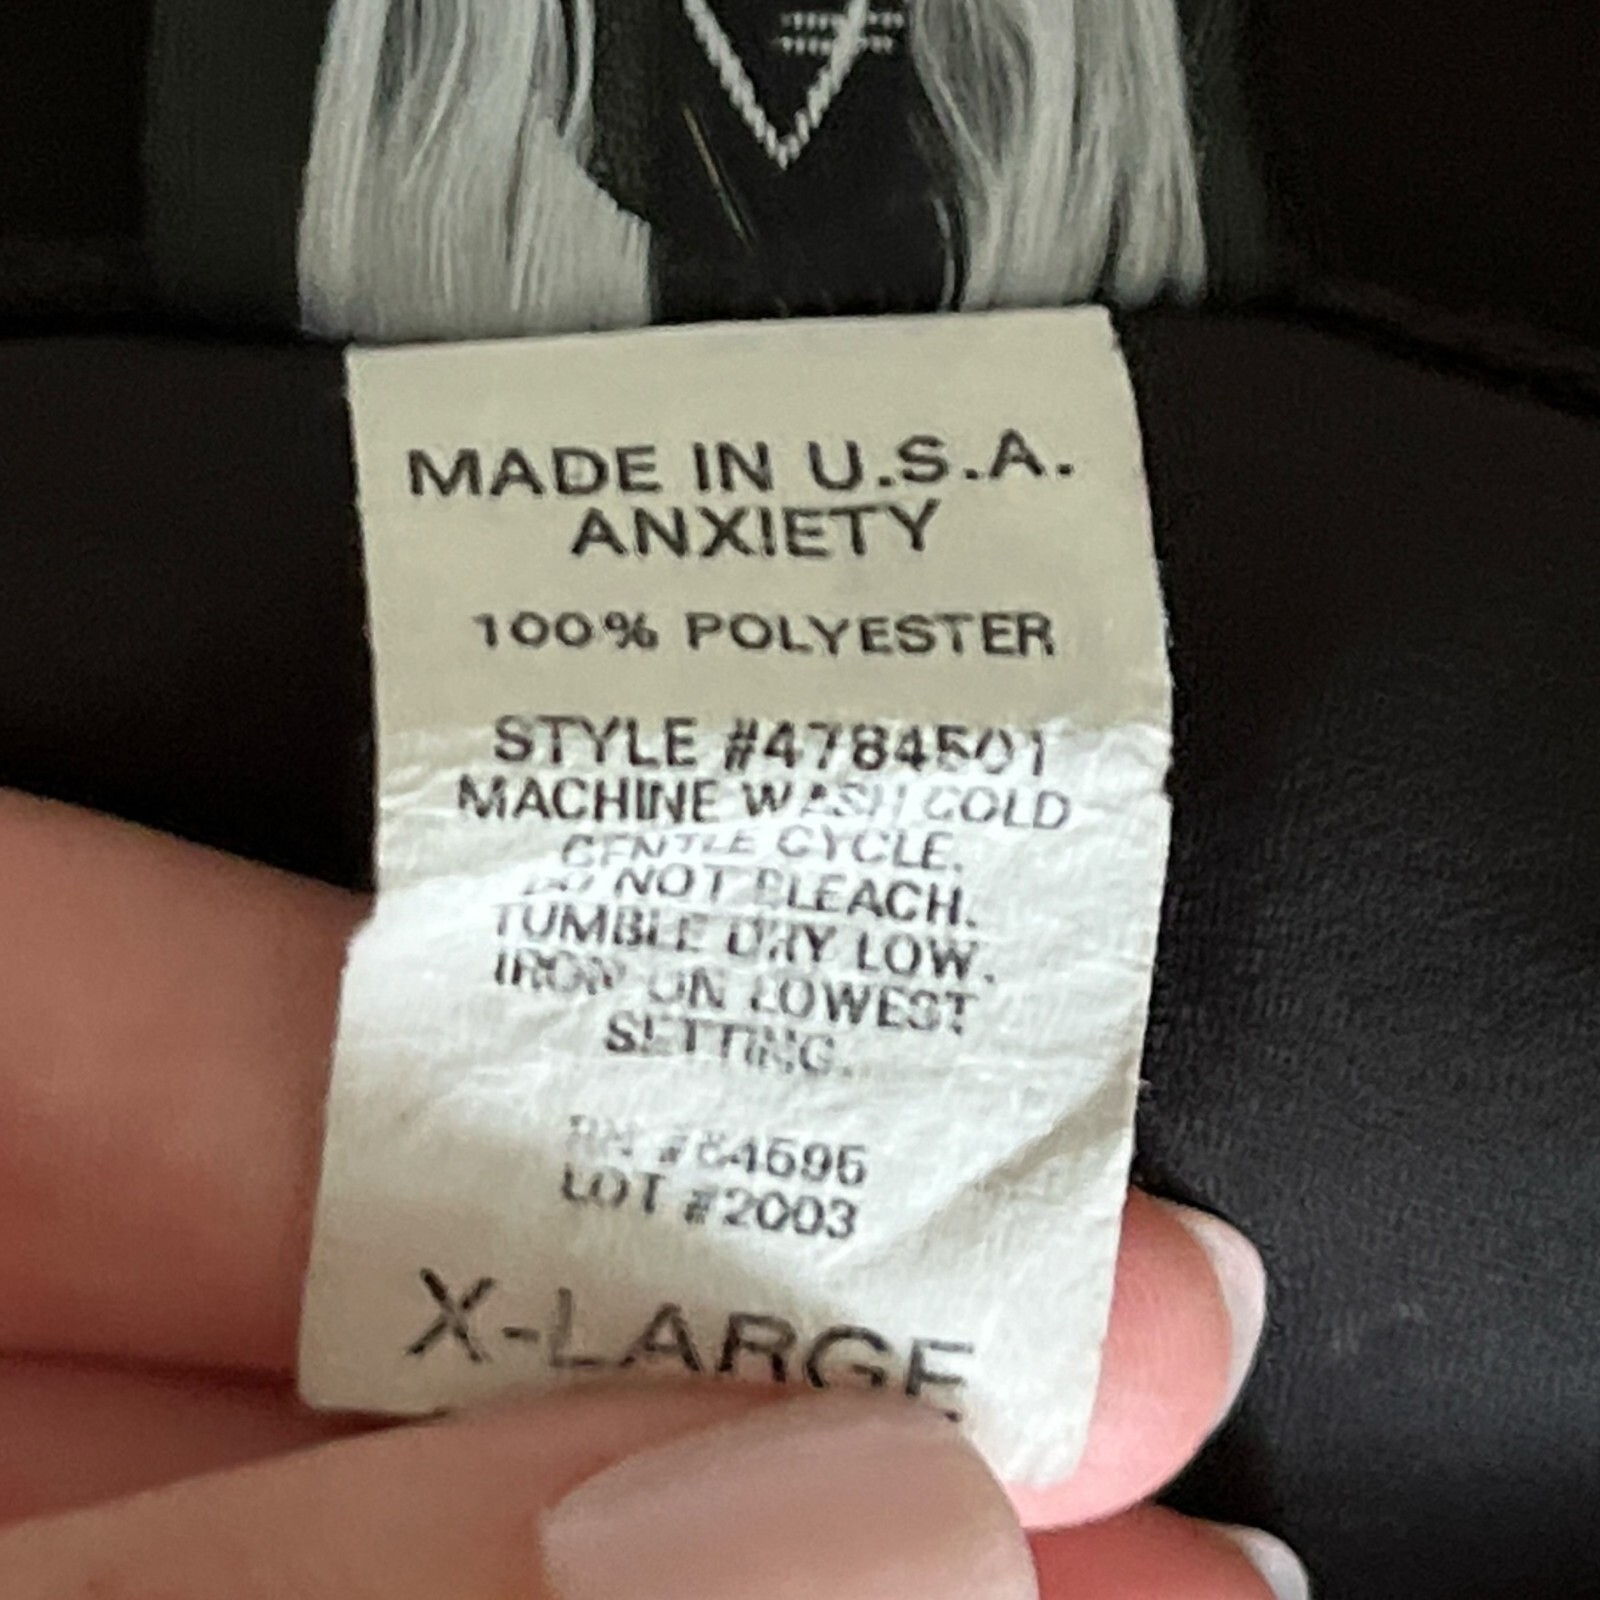 MADE IN U.S.A.
ANXIETY
100% POLYESTER
STYLE #4784501
MACHINE WASH COLD
GENTLE CYCLE.
DO NOT BLEACH.
TUMBLE DRY LOW.
IRON ON LOWEST
SETTING.
RN
LOT #2003
X-LARGE